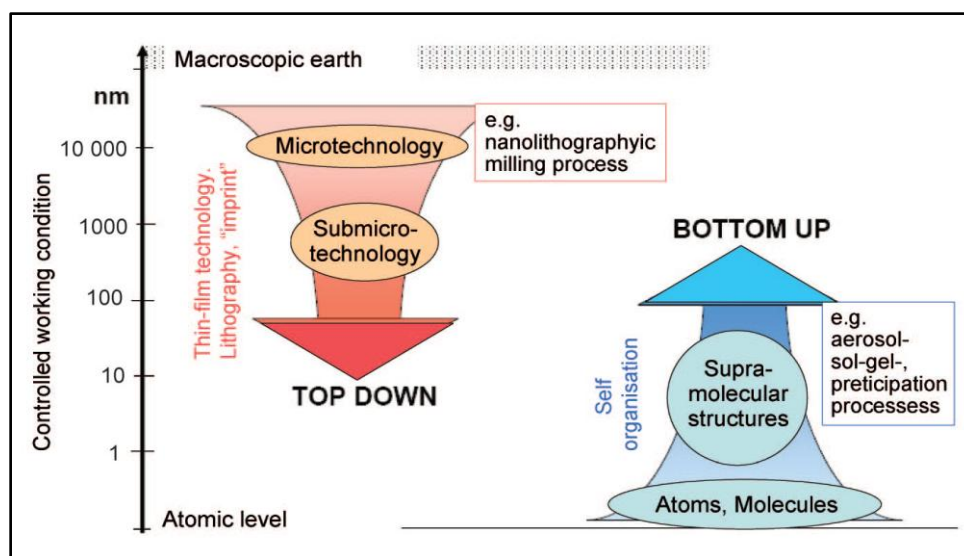 Macroscopic earth
nm
10 000
1000
100
10
1
Atomic level
Controlled working condition
Thin-film technology.
Lithography, “imprint”
Microtechnology
Submicro-
technology
TOP DOWN
e.g.
nanolithographyic
milling process
BOTTOM UP
Self
organisation
Supra-
molecular
structures
Atoms, Molecules
e.g.
aerosol-
sol-gel-,
preticipation
processess